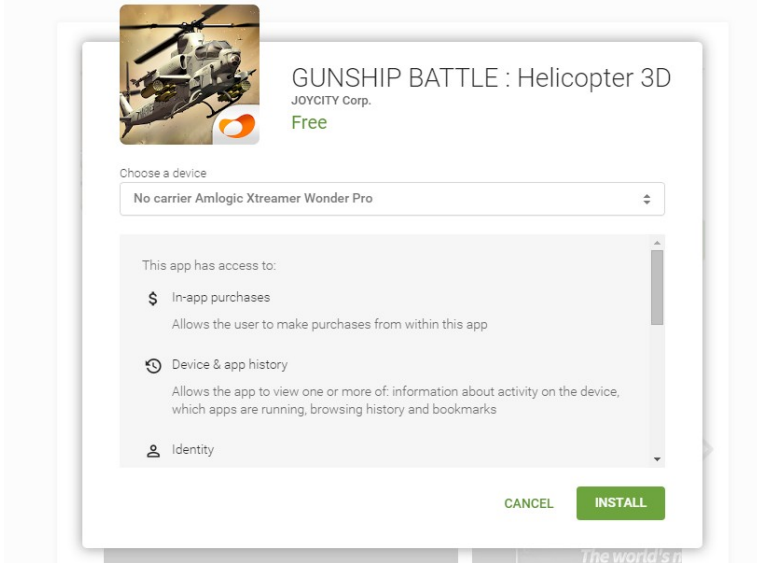 GUNSHIP BATTLE : Helicopter 3D
JOYCITY Corp.
Free
Choose a device
No carrier Amlogic Xtreamer Wonder Pro
This app has access to:
$ In-app purchases
Allows the user to make purchases from within this app
Device & app history
Allows the app to view one or more of: information about activity on the device,
which apps are running, browsing history and bookmarks
Identity
CANCEL
INSTALL
The world's